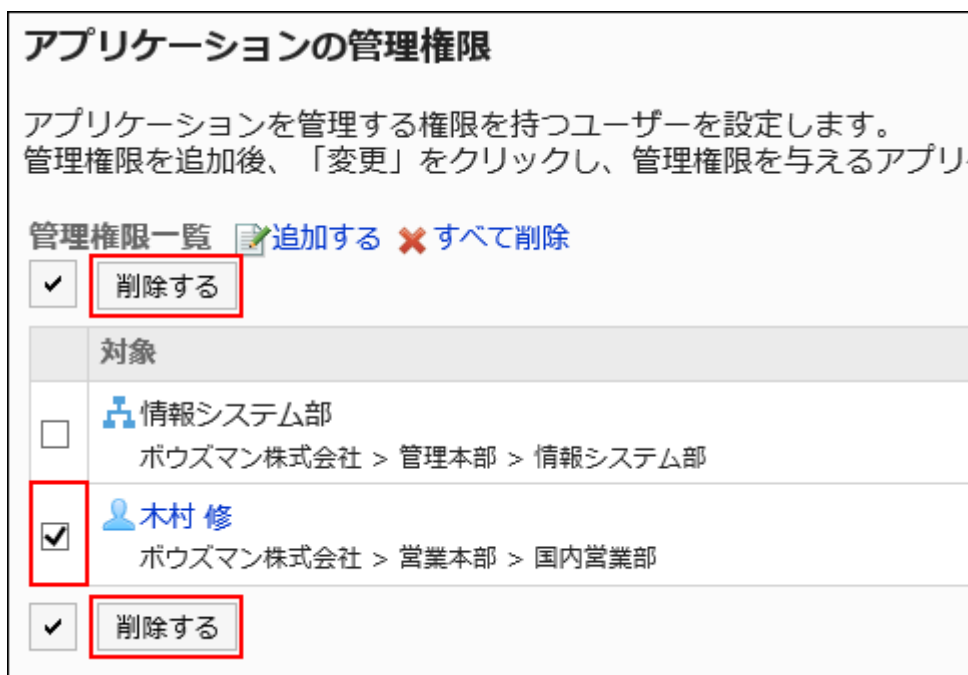 アプリケーションの管理権限
アプリケーションを管理する権限を持つユーザーを設定します。
管理権限を追加後、「変更」をクリックし、管理権限を与えるアプリ
管理権限一覧 追加する すべて削除
削除する
対象
情報システム部
ボウズマン株式会社 > 管理本部 > 情報システム部
木村 修
ボウズマン株式会社 > 営業本部 > 国内営業部
削除する